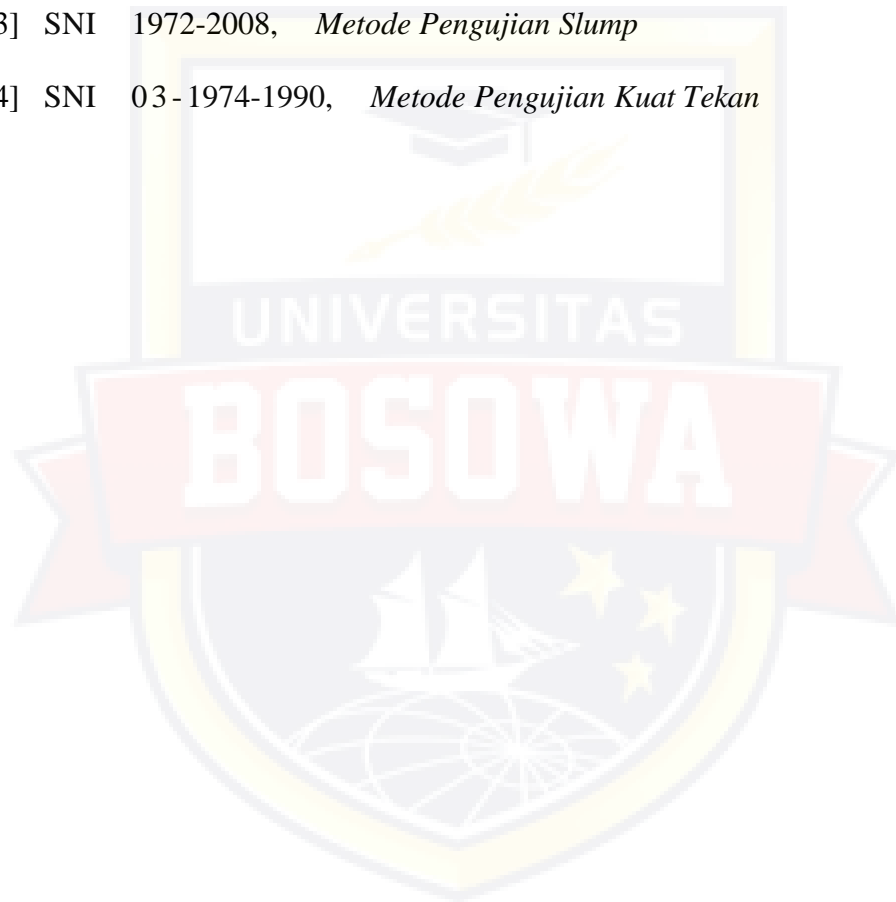 3] SNI 1972-2008, Metode Pengujian Slump
4] SNI 03-1974-1990, Metode Pengujian Kuat Tekan
UNIVERSITAS
BOSOWA